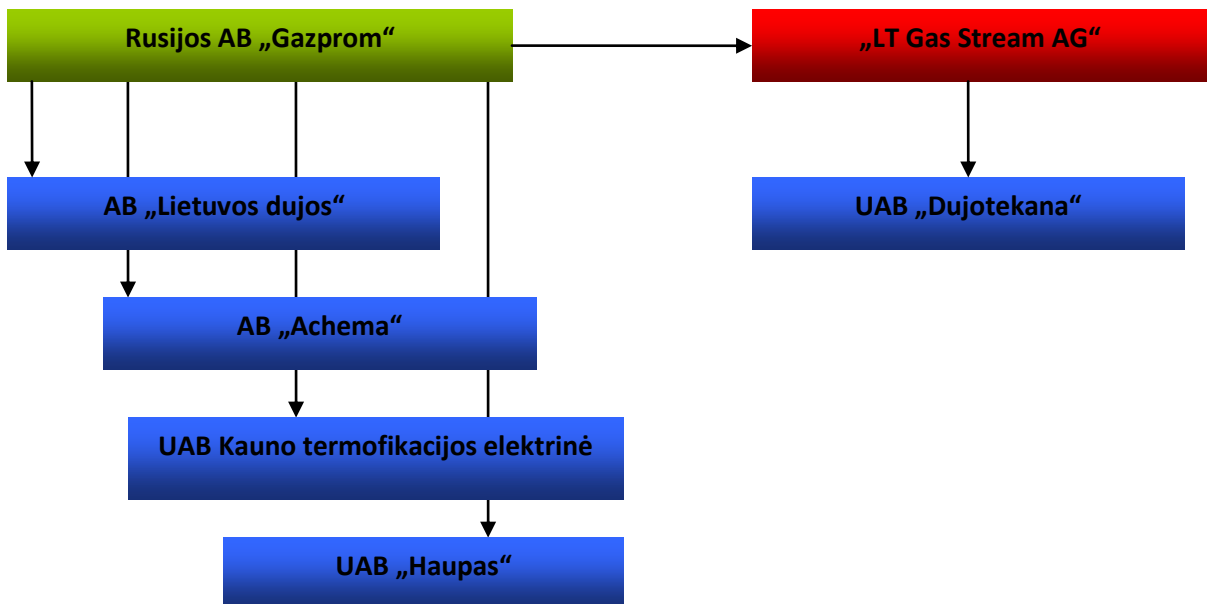 Rusijos AB „Gazprom“
„LT Gas Stream AG“
AB „Lietuvos dujos“
UAB „Dujotekana“
AB „Achema“
UAB Kauno termofikacijos elektrinė
UAB „Haupas“